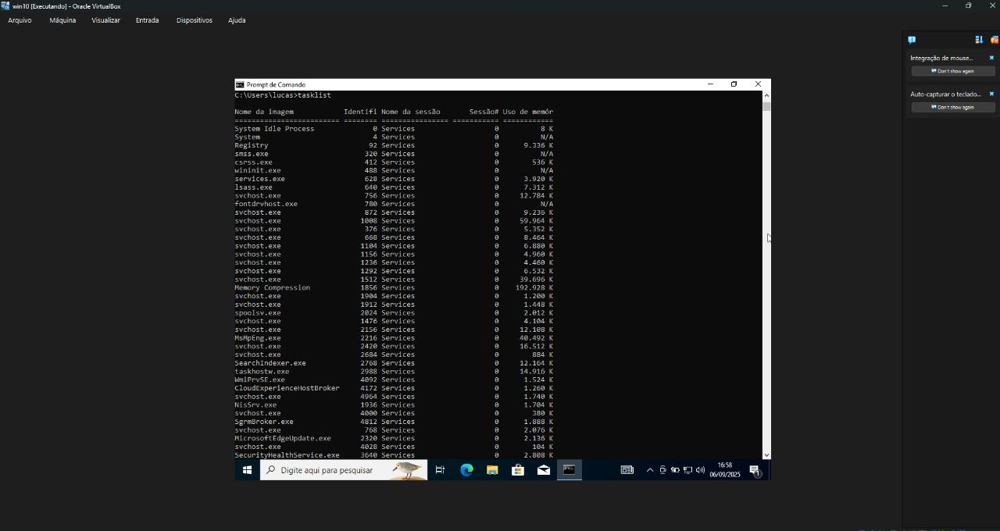 win10 [Executando] - Oracle VirtualBox
Arquivo Máquina Visualizar Entrada Dispositivos Ajuda
Integração de mouse...
Don't show again
Auto-capturar o teclado...
Don't show again
Prompt de Comando
C:\Users\lucas>tasklist
Nome da imagem Identifi Nome da sessão Sessão# Uso de memór
========================= ======== ================ =========== ============
System Idle Process 0 Services 0 8 K
System 4 Services 0 N/A
Registry 92 Services 0 9.336 K
smss.exe 320 Services 0 N/A
csrss.exe 412 Services 0 536 K
wininit.exe 488 Services 0 N/A
services.exe 628 Services 0 3.920 K
lsass.exe 640 Services 0 7.312 K
svchost.exe 756 Services 0 12.784 K
fontdrvhost.exe 780 Services 0 N/A
svchost.exe 872 Services 0 9.236 K
svchost.exe 1008 Services 0 59.964 K
svchost.exe 376 Services 0 5.352 K
svchost.exe 668 Services 0 8.464 K
svchost.exe 1104 Services 0 6.880 K
svchost.exe 1156 Services 0 4.960 K
svchost.exe 1236 Services 0 4.460 K
svchost.exe 1292 Services 0 6.532 K
svchost.exe 1512 Services 0 39.696 K
Memory Compression 1856 Services 0 192.928 K
svchost.exe 1904 Services 0 1.200 K
svchost.exe 1912 Services 0 1.448 K
spoolsv.exe 2024 Services 0 2.012 K
svchost.exe 1476 Services 0 4.104 K
svchost.exe 2156 Services 0 12.108 K
MsMpEng.exe 2216 Services 0 40.492 K
svchost.exe 2420 Services 0 16.512 K
svchost.exe 2684 Services 0 884 K
SearchIndexer.exe 2768 Services 0 12.164 K
taskhostw.exe 2988 Services 0 14.916 K
WmiPrvSE.exe 4092 Services 0 1.524 K
CloudExperienceHostBroker 4172 Services 0 1.260 K
svchost.exe 4964 Services 0 1.740 K
NisSrv.exe 1936 Services 0 1.704 K
svchost.exe 4000 Services 0 380 K
SgrmBroker.exe 4812 Services 0 1.888 K
svchost.exe 768 Services 0 2.076 K
MicrosoftEdgeUpdate.exe 2320 Services 0 2.136 K
svchost.exe 4028 Services 0 104 K
SecurityHealthService.exe 3640 Services 0 2.808 K
Digite aqui para pesquisar
16:58
06/09/2025
1